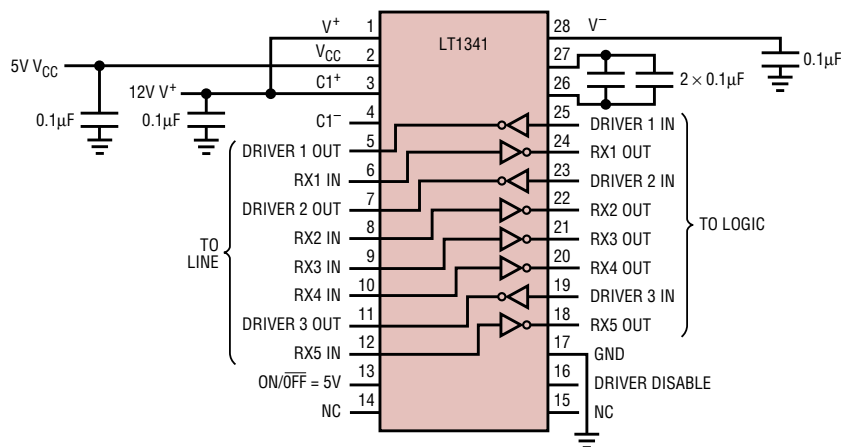 LT1341
V+ 1
VCC 2
C1+ 3
C1– 4
DRIVER 1 OUT 5
RX1 IN 6
DRIVER 2 OUT 7
RX2 IN 8
RX3 IN 9
RX4 IN 10
DRIVER 3 OUT 11
RX5 IN 12
ON/OFF = 5V 13
NC 14
5V VCC
12V V+
0.1µF
0.1µF
TO
LINE
28 V–
27
26
25 DRIVER 1 IN
24 RX1 OUT
23 DRIVER 2 IN
22 RX2 OUT
21 RX3 OUT
20 RX4 OUT
19 DRIVER 3 IN
18 RX5 OUT
17 GND
16 DRIVER DISABLE
15 NC
0.1µF
2 × 0.1µF
TO LOGIC